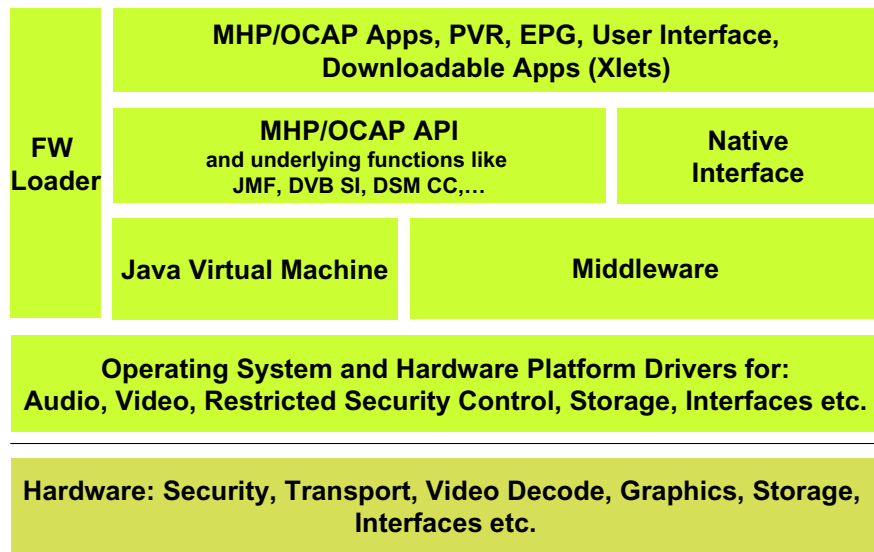 MHP/OCAP Apps, PVR, EPG, User Interface,
Downloadable Apps (Xlets)
FW
Loader
MHP/OCAP API
and underlying functions like
JMF, DVB SI, DSM CC,...
Native
Interface
Java Virtual Machine
Middleware
Operating System and Hardware Platform Drivers for:
Audio, Video, Restricted Security Control, Storage, Interfaces etc.
Hardware: Security, Transport, Video Decode, Graphics, Storage,
Interfaces etc.